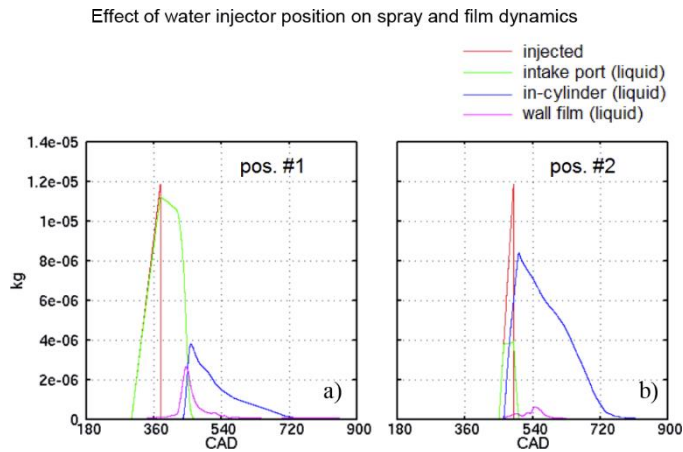 Effect of water injector position on spray and film dynamics
injected
intake port (liquid)
in-cylinder (liquid)
wall film (liquid)
1.4e-05
1.2e-05
1e-05
8e-06
6e-06
4e-06
2e-06
0
kg
pos. #1
a)
180 360 540 720 900
CAD
pos. #2
b)
180 360 540 720 900
CAD